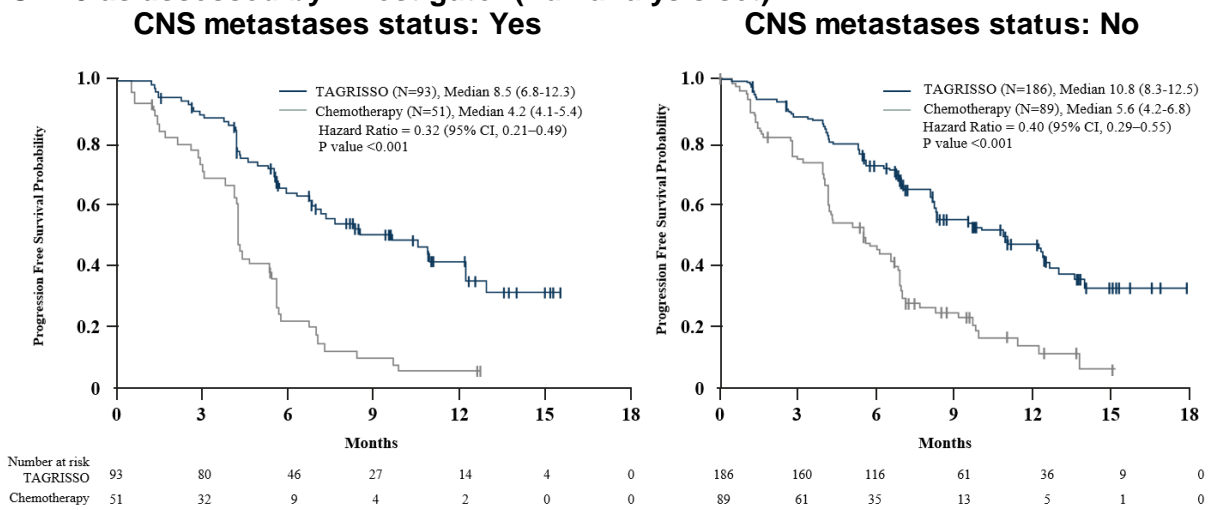 as assessed by investigator (full analysis set)
CNS metastases status: Yes
TAGRISSO (N=93), Median 8.5 (6.8-12.3)
Chemotherapy (N=51), Median 4.2 (4.1-5.4)
Hazard Ratio = 0.32 (95% CI, 0.21–0.49)
P value <0.001
Progression Free Survival Probability
1.0
0.8
0.6
0.4
0.2
0
0 3 6 9 12 15 18
Months
Number at risk
TAGRISSO 93 80 46 27 14 4 0
Chemotherapy 51 32 9 4 2 0 0
CNS metastases status: No
TAGRISSO (N=186), Median 10.8 (8.3-12.5)
Chemotherapy (N=89), Median 5.6 (4.2-6.8)
Hazard Ratio = 0.40 (95% CI, 0.29–0.55)
P value <0.001
Progression Free Survival Probability
1.0
0.8
0.6
0.4
0.2
0
0 3 6 9 12 15 18
Months
186 160 116 61 36 9 0
89 61 35 13 5 1 0